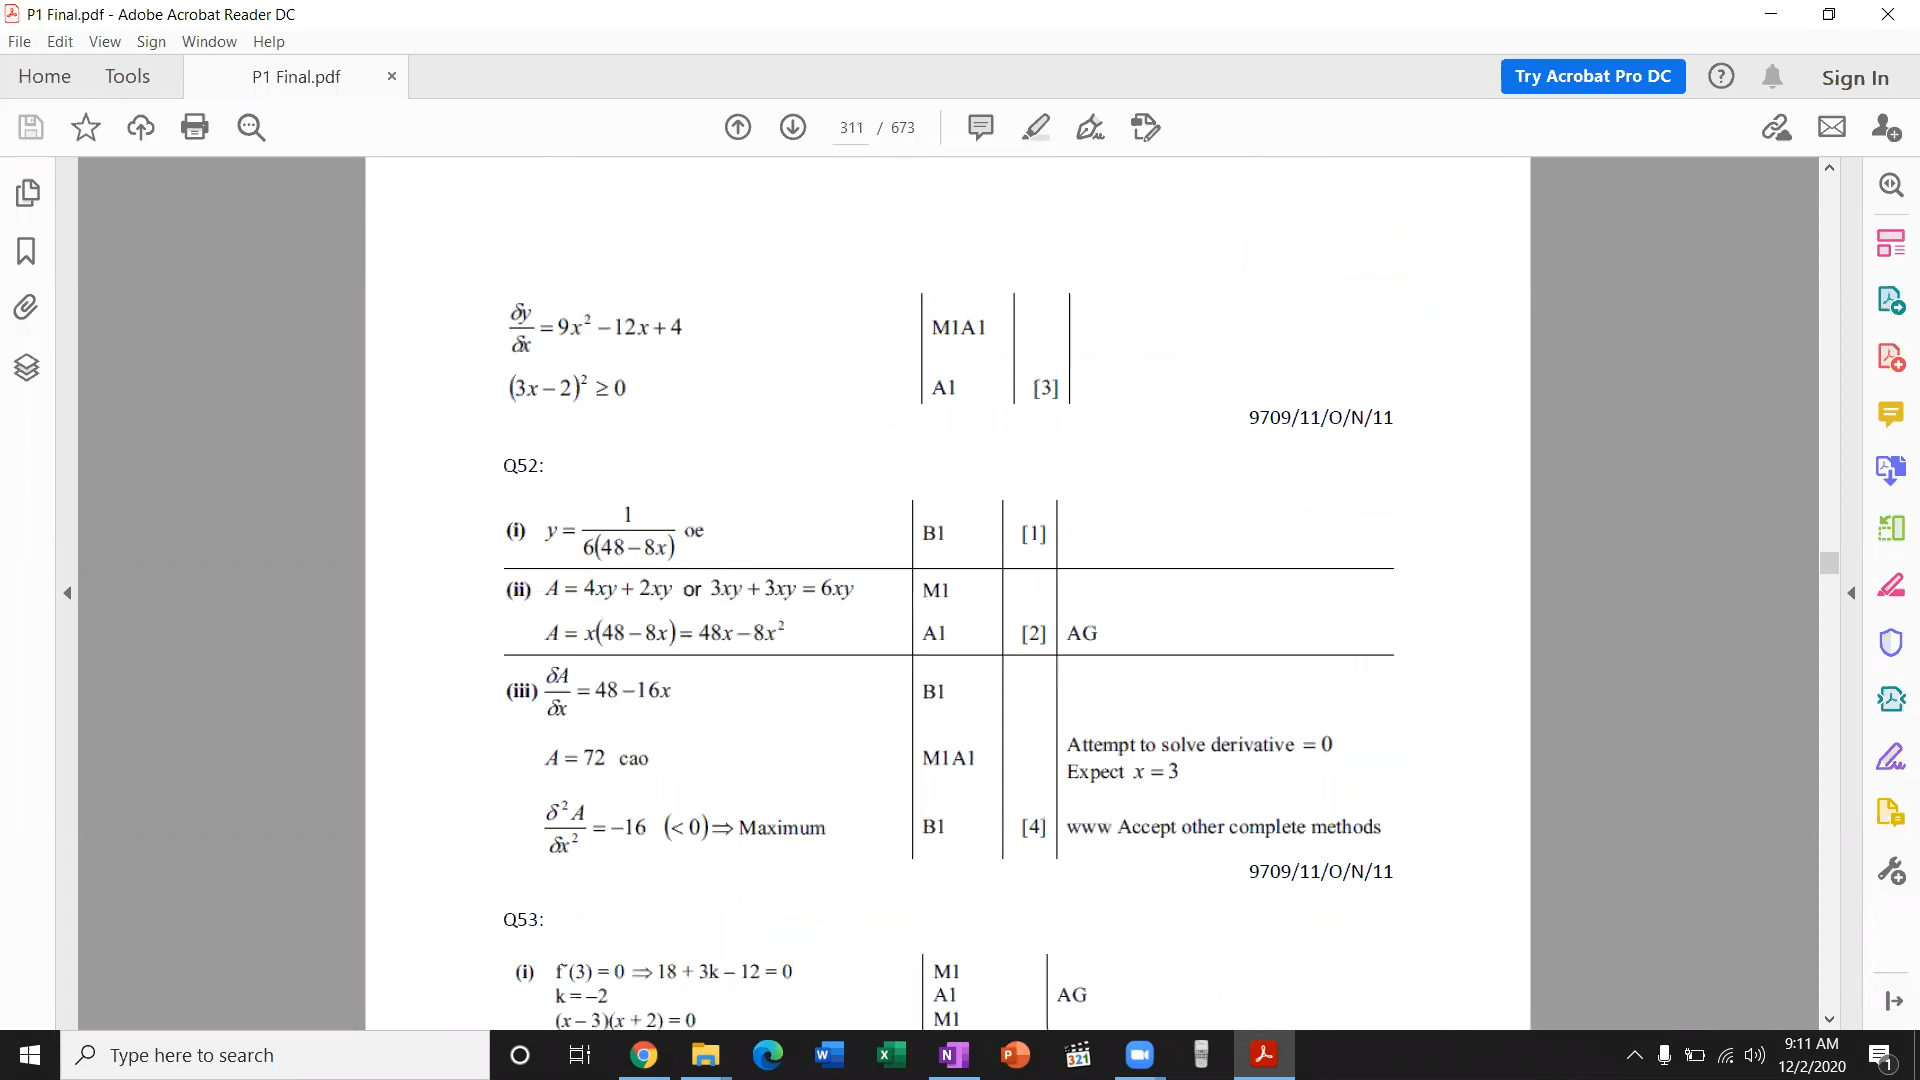 P1 Final.pdf - Adobe Acrobat Reader DC
File Edit View Sign Window Help
Home Tools P1 Final.pdf × Try Acrobat Pro DC ? Sign In
311 / 673
δy/δx = 9x² − 12x + 4 M1A1
(3x − 2)² ≥ 0 A1 [3]
9709/11/O/N/11
Q52:
(i) y = 1/6(48 − 8x) oe B1 [1]
(ii) A = 4xy + 2xy or 3xy + 3xy = 6xy M1
A = x(48 − 8x) = 48x − 8x² A1 [2] AG
(iii) δA/δx = 48 − 16x B1
A = 72 cao M1A1 Attempt to solve derivative = 0
Expect x = 3
δ²A/δx² = −16 (< 0) ⇒ Maximum B1 [4] www Accept other complete methods
9709/11/O/N/11
Q53:
(i) f′(3) = 0 ⇒ 18 + 3k – 12 = 0 M1
k = –2 A1 AG
(x – 3)(x + 2) = 0 M1
Type here to search
9:11 AM
12/2/2020
1
321